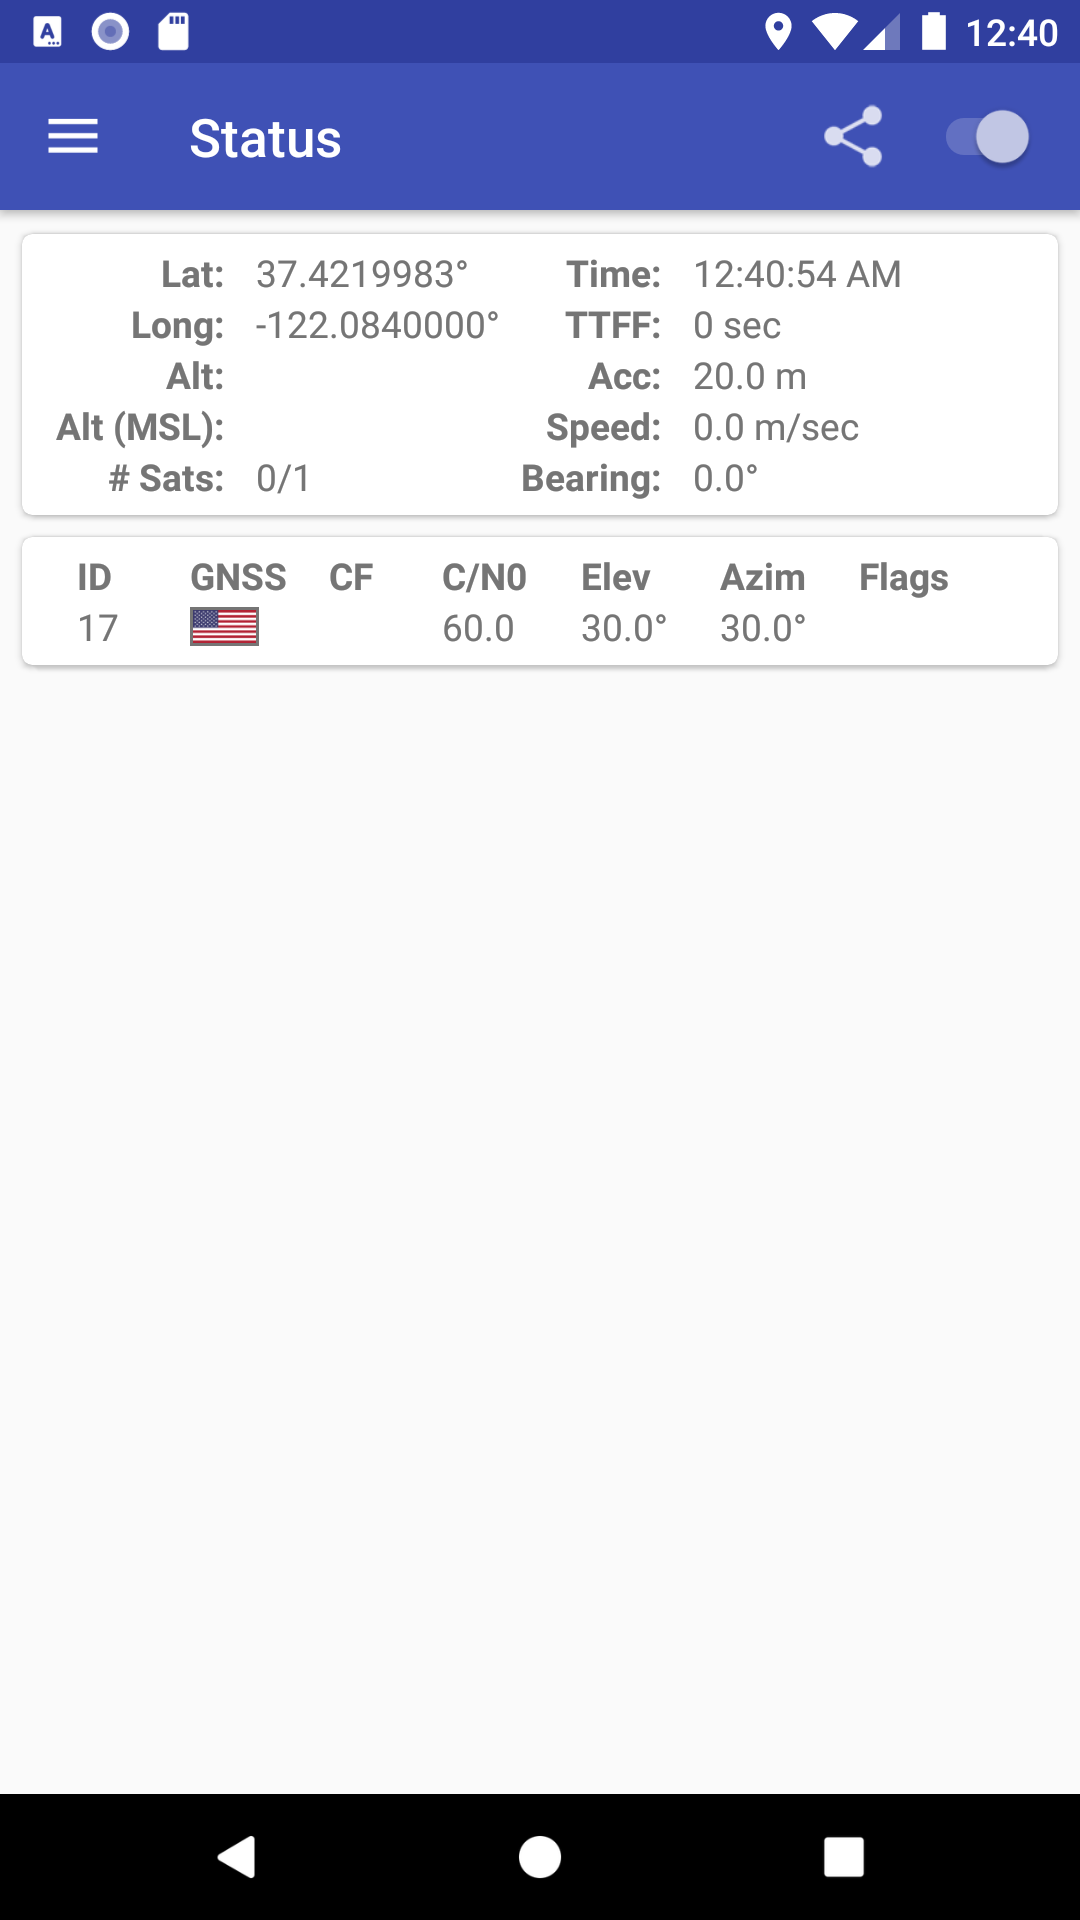 12:40
Status
Lat: 37.4219983° Time: 12:40:54 AM
Long: -122.0840000° TTFF: 0 sec
Alt: Acc: 20.0 m
Alt (MSL): Speed: 0.0 m/sec
# Sats: 0/1 Bearing: 0.0°
ID GNSS CF C/N0 Elev Azim Flags
17 60.0 30.0° 30.0°